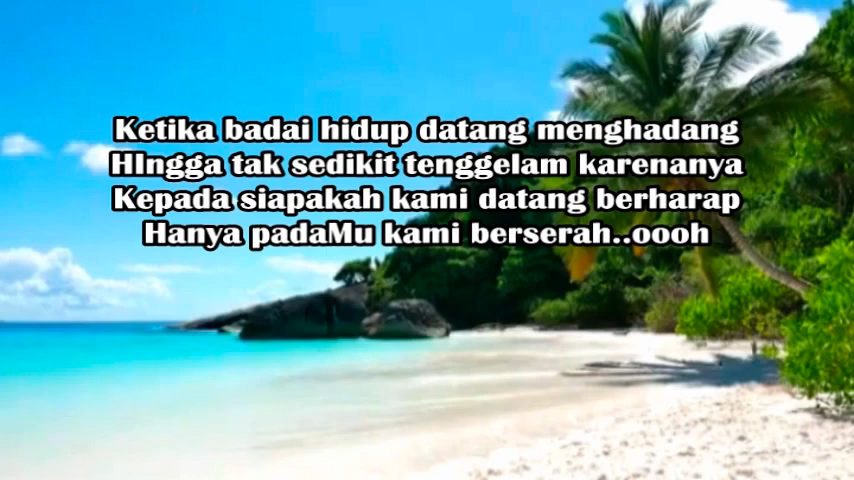 Ketika badai hidup datang menghadang
HIngga tak sedikit tenggelam karenanya
Kepada siapakah kami datang berharap
Hanya padaMu kami berserah..oooh